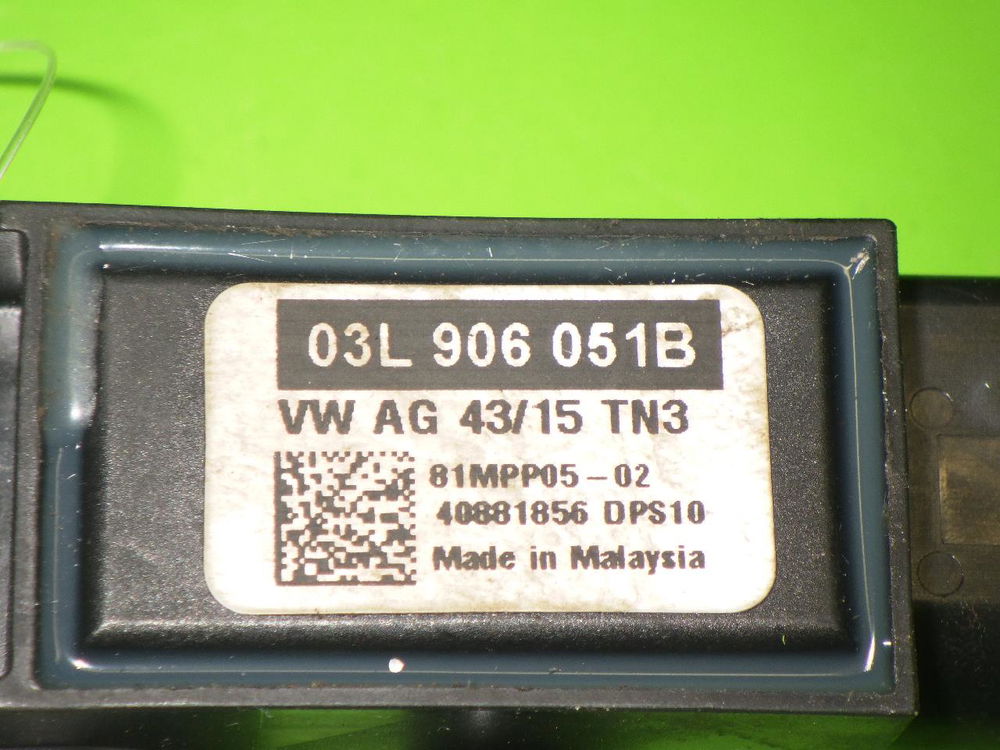 03L 906 051B
VW AG 43/15 TN3
81MPP05-02
40881856 DPS10
Made in Malaysia